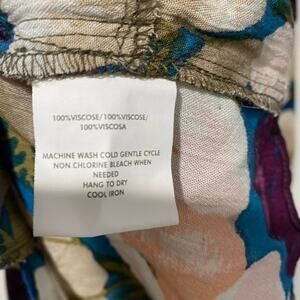 100%VISCOSE/100%VISCOSE/
100%VISCOSA
MACHINE WASH COLD GENTLE CYCLE
NON CHLORINE BLEACH WHEN
NEEDED
HANG TO DRY
COOL IRON